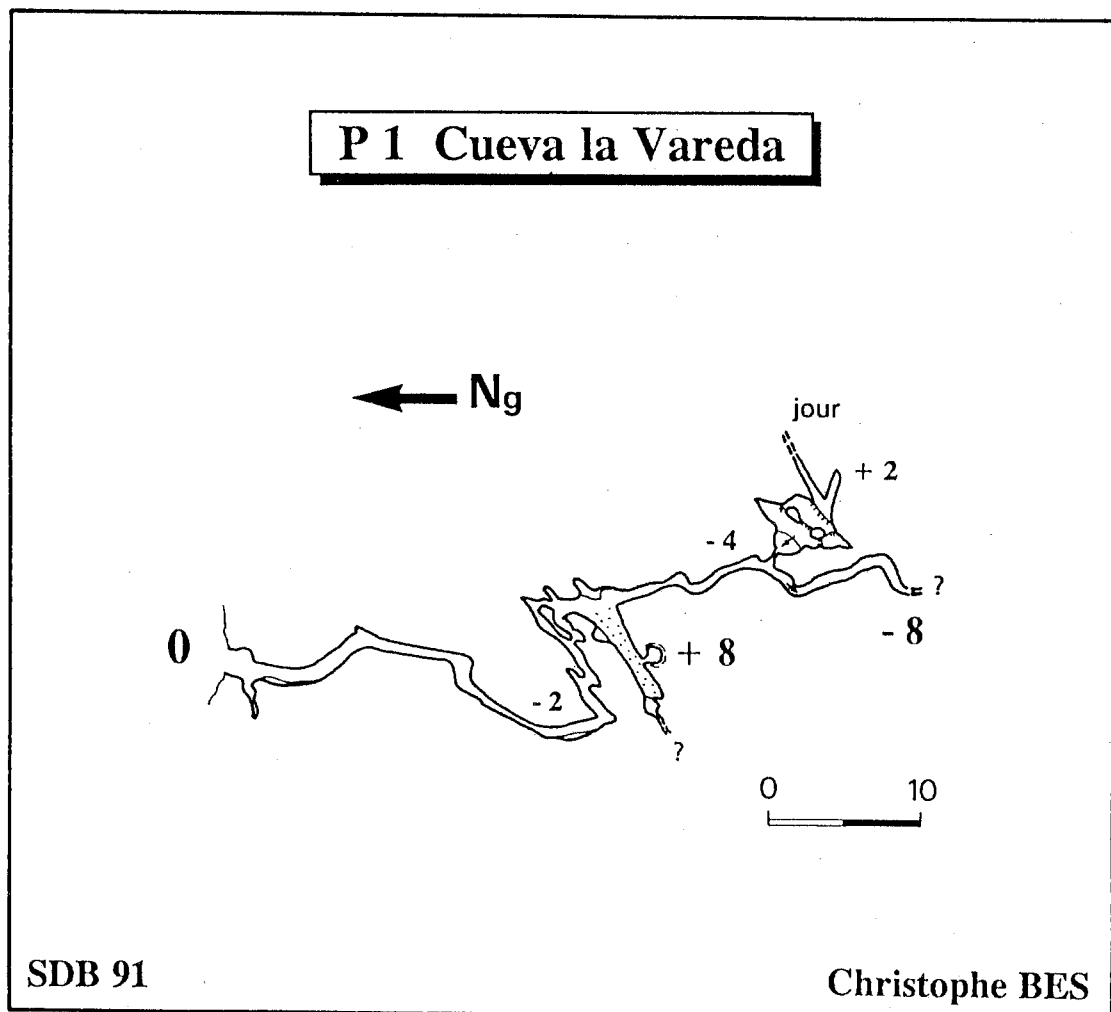 P 1 Cueva la Vareda
Ng
jour
+ 2
- 4
?
- 8
0
+ 8
- 2
?
0 10
SDB 91
Christophe BES